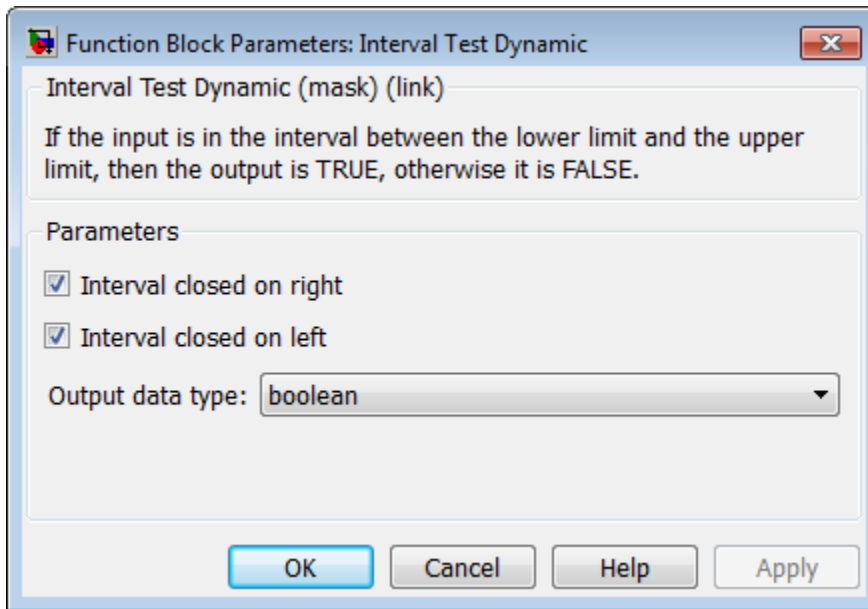 Function Block Parameters: Interval Test Dynamic
Interval Test Dynamic (mask) (link)
If the input is in the interval between the lower limit and the upper
limit, then the output is TRUE, otherwise it is FALSE.
Parameters
Interval closed on right
Interval closed on left
Output data type: boolean
OK Cancel Help Apply